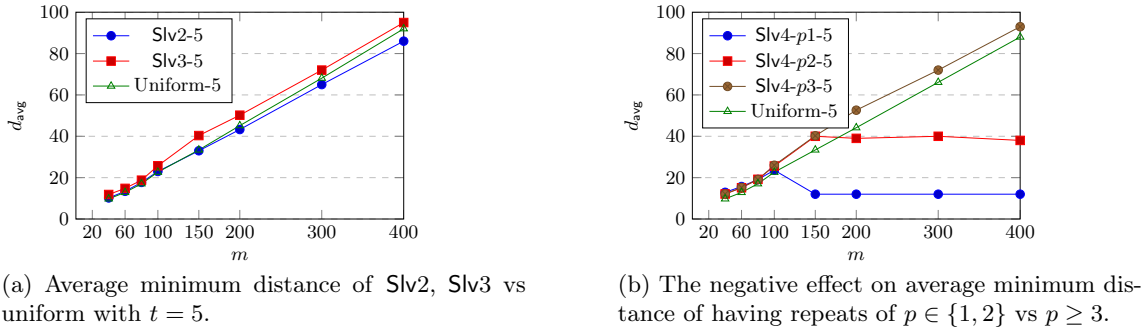 Slv2-5
Slv3-5
Uniform-5
100
80
60
40
20
0
d_avg
20 60 100 150 200 300 400
m
(a) Average minimum distance of Slv2, Slv3 vs
uniform with t = 5.
Slv4-p1-5
Slv4-p2-5
Slv4-p3-5
Uniform-5
100
80
60
40
20
0
d_avg
20 60 100 150 200 300 400
m
(b) The negative effect on average minimum dis-
tance of having repeats of p ∈ {1, 2} vs p ≥ 3.